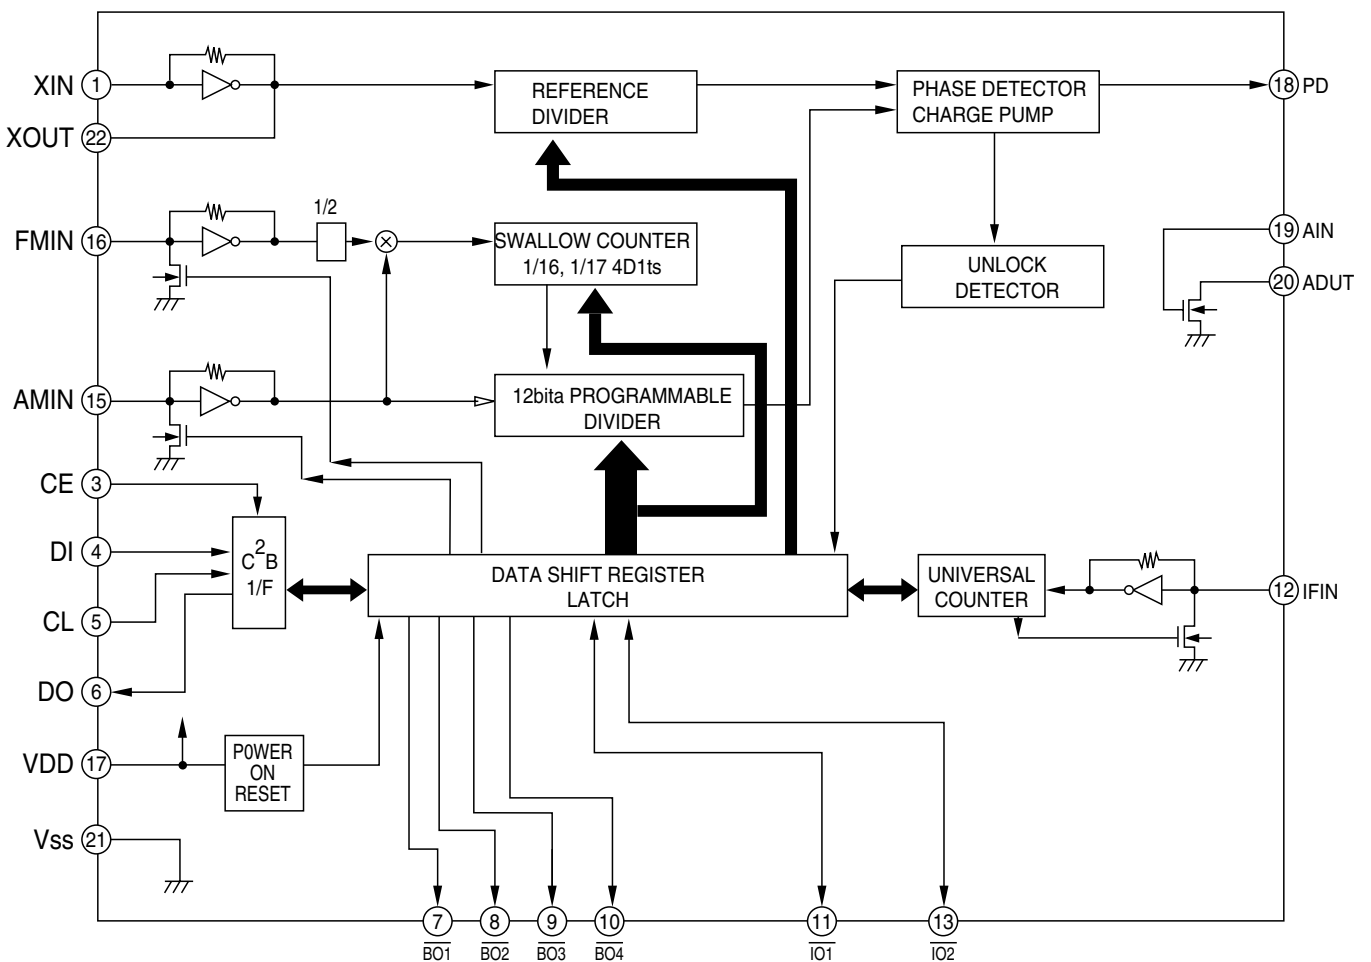 XIN 1
XOUT 22
REFERENCE
DIVIDER
PHASE DETECTOR
CHARGE PUMP
18 PD
FMIN 16
1/2
SWALLOW COUNTER
1/16, 1/17 4D1ts
UNLOCK
DETECTOR
19 AIN
20 ADUT
AMIN 15
12bita PROGRAMMABLE
DIVIDER
CE 3
DI 4
CL 5
DO 6
C2B
1/F
DATA SHIFT REGISTER
LATCH
UNIVERSAL
COUNTER
12 IFIN
VDD 17
P0WER
ON
RESET
Vss 21
7 8 9 10 11 13
BO1 BO2 BO3 BO4 IO1 IO2